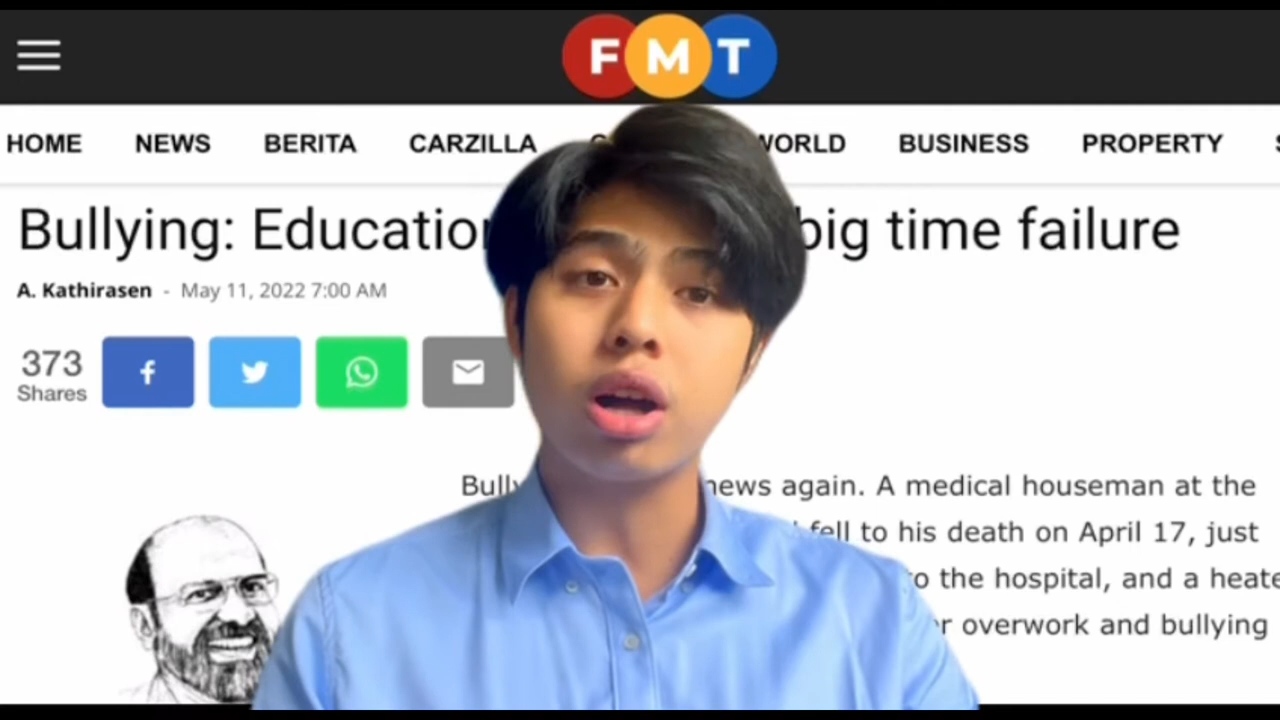 FMT
HOME NEWS BERITA CARZILLA WORLD BUSINESS PROPERTY
Bullying: big time failure
A. Kathirasen - May 11, 2022 7:00 AM
373
Shares
news again. A medical houseman at the
fell to his death on April 17, just
to the hospital, and a
overwork and bullying